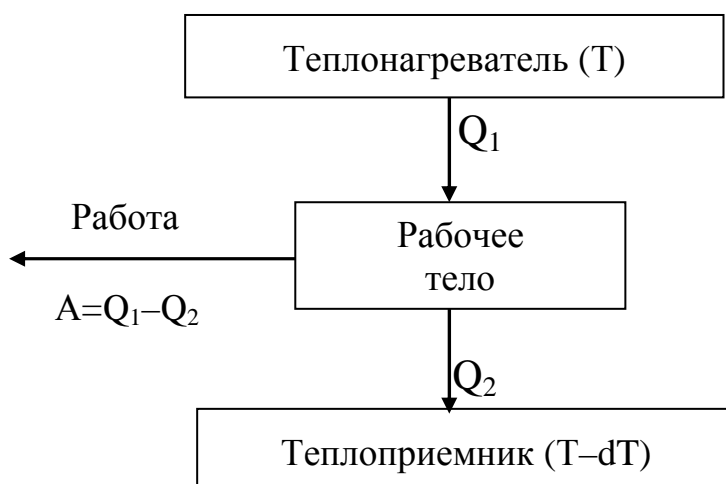 Теплонагреватель (T)
Q₁
Работа
Рабочее
тело
A=Q₁–Q₂
Q₂
Теплоприемник (T–dT)